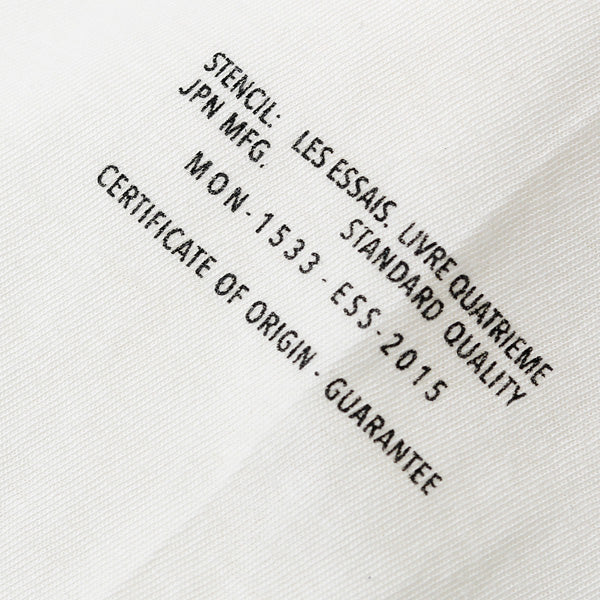 STENCIL: LES ESSAIS, LIVRE QUATRIEME
JPN MFG. STANDARD QUALITY
MON-1533-ESS-2015
CERTIFICATE OF ORIGIN - GUARANTEE